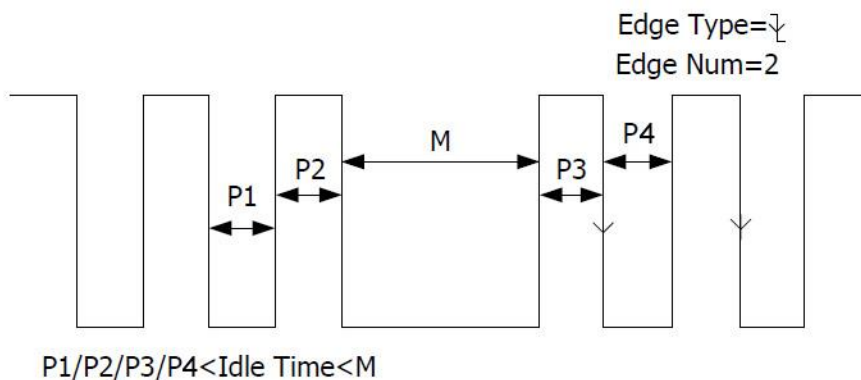 Edge Type=
Edge Num=2
M
P4
P2
P3
P1
P1/P2/P3/P4<Idle Time<M